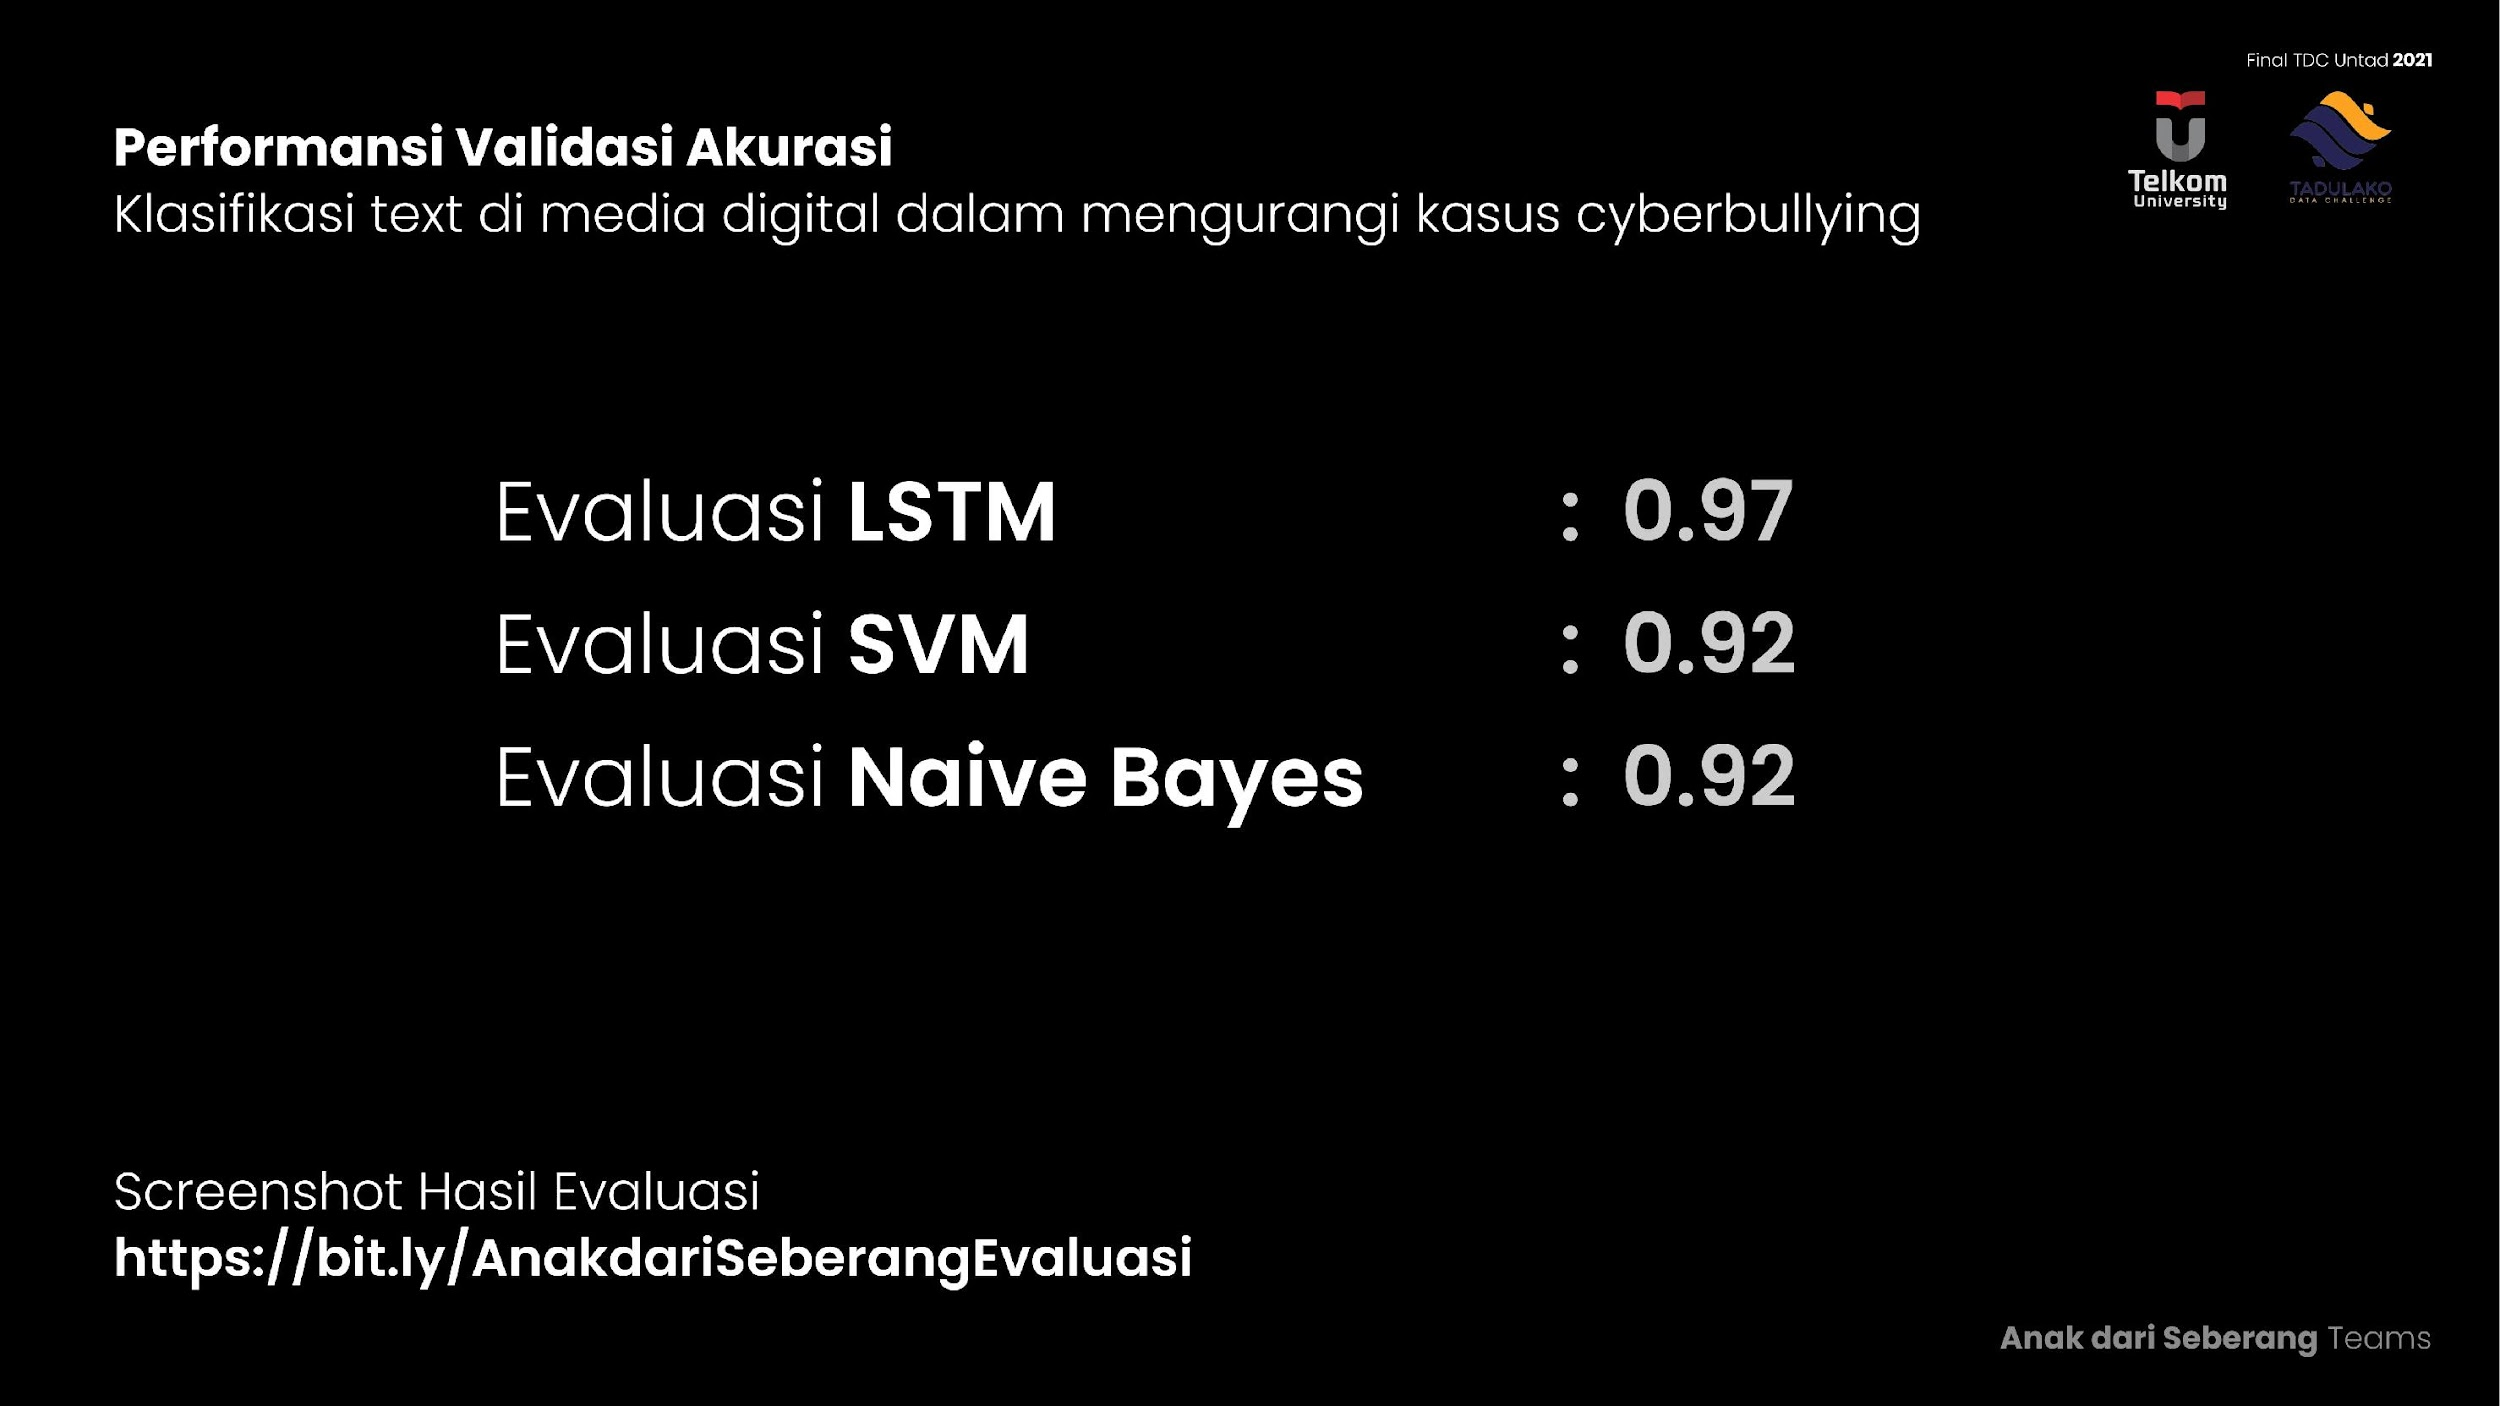 Final TDC Untad 2021
Performansi Validasi Akurasi
Klasifikasi text di media digital dalam mengurangi kasus cyberbullying
Telkom
University
TADULAKO
DATA CHALLENGE
Evaluasi LSTM : 0.97
Evaluasi SVM : 0.92
Evaluasi Naive Bayes : 0.92
Screenshot Hasil Evaluasi
https://bit.ly/AnakdariSeberangEvaluasi
Anak dari Seberang Teams